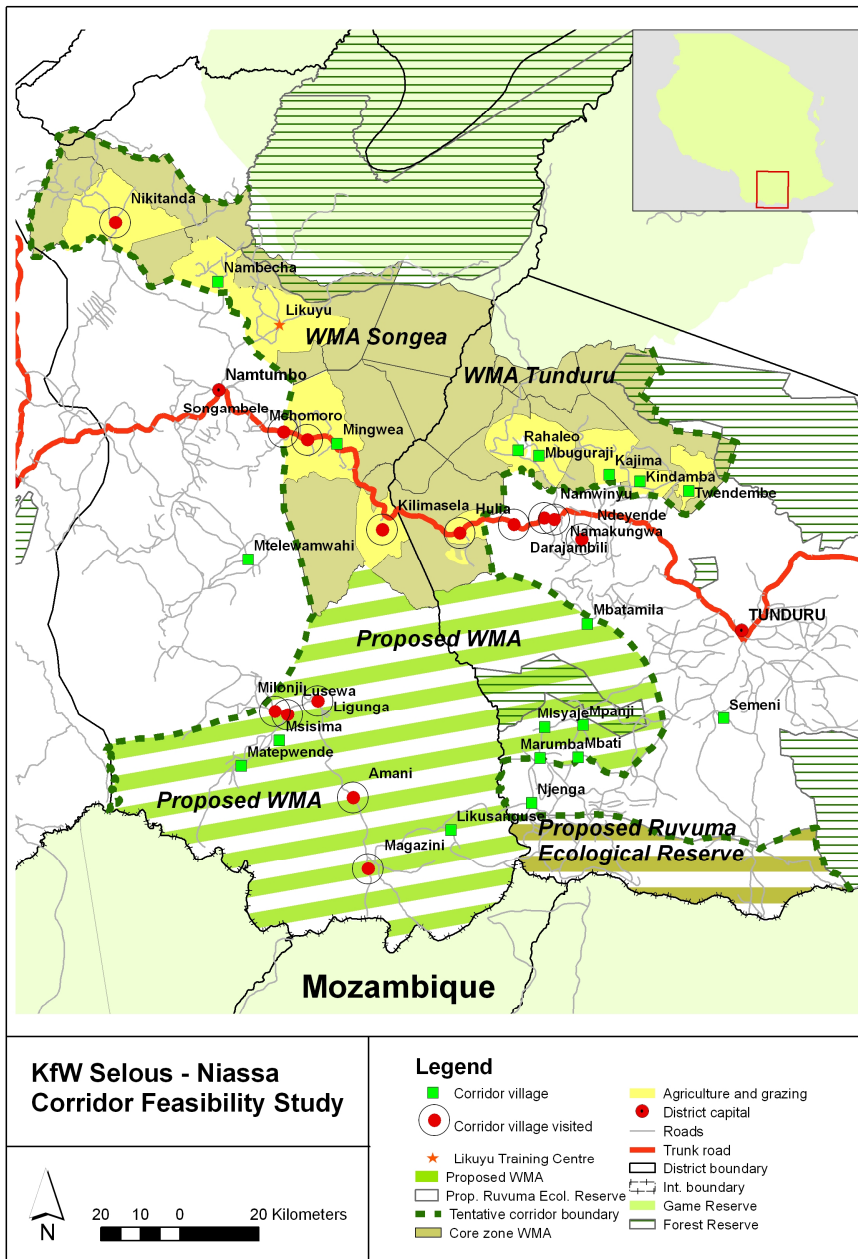 Nikitanda
Nambecha
Likuyu
WMA Songea
WMA Tunduru
Namtumbo
Songambele
Mchomoro
Mingwea
Rahaleo
Mbuguraji
Kajima
Kindamba
Twendembe
Kilimasela
Hulia
Namwinyu
Ndeyende
Namakungwa
Darajambili
Mtelewamwahi
Mbatamila
TUNDURU
Proposed WMA
Milonji
Lusewa
Ligunga
Msisima
Matepwende
Semeni
MIsyaje
Mpanji
Marumba
Mbati
Amani
Proposed WMA
Njenga
Likusanguse
Magazini
Proposed Ruvuma
Ecological Reserve
Mozambique
KfW Selous - Niassa
Corridor Feasibility Study
N
20 10 0 20 Kilometers
Legend
Corridor village
Corridor village visited
Likuyu Training Centre
Proposed WMA
Prop. Ruvuma Ecol. Reserve
Tentative corridor boundary
Core zone WMA
Agriculture and grazing
District capital
Roads
Trunk road
District boundary
Int. boundary
Game Reserve
Forest Reserve